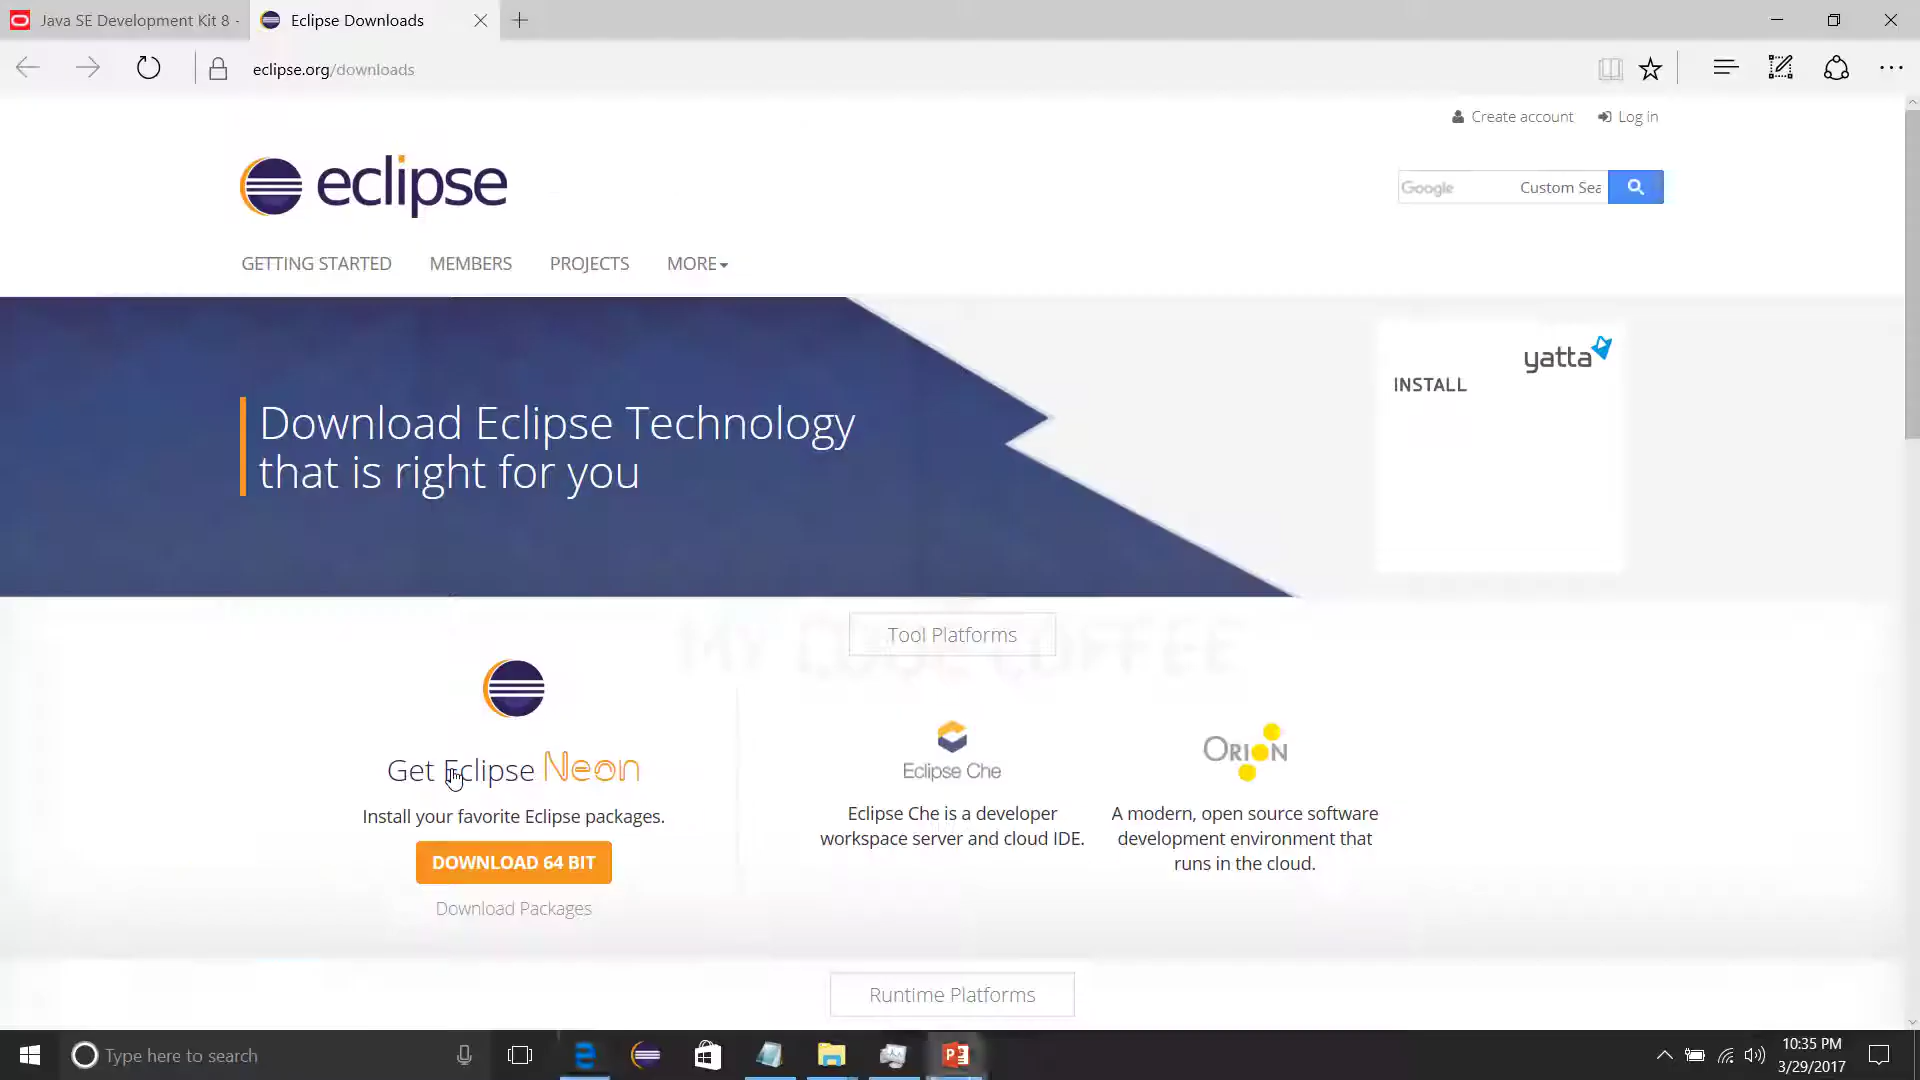 Java SE Development Kit 8 -
Eclipse Downloads
eclipse.org/downloads
Create account
Log in
eclipse
Google Custom Sea
GETTING STARTED
MEMBERS
PROJECTS
MORE
Download Eclipse Technology
that is right for you
yatta
INSTALL
Tool Platforms
MY COOL COFFEE
Get Eclipse Neon
Install your favorite Eclipse packages.
DOWNLOAD 64 BIT
Download Packages
Eclipse Che
Eclipse Che is a developer
workspace server and cloud IDE.
ORION
A modern, open source software
development environment that
runs in the cloud.
Runtime Platforms
Type here to search
10:35 PM
3/29/2017